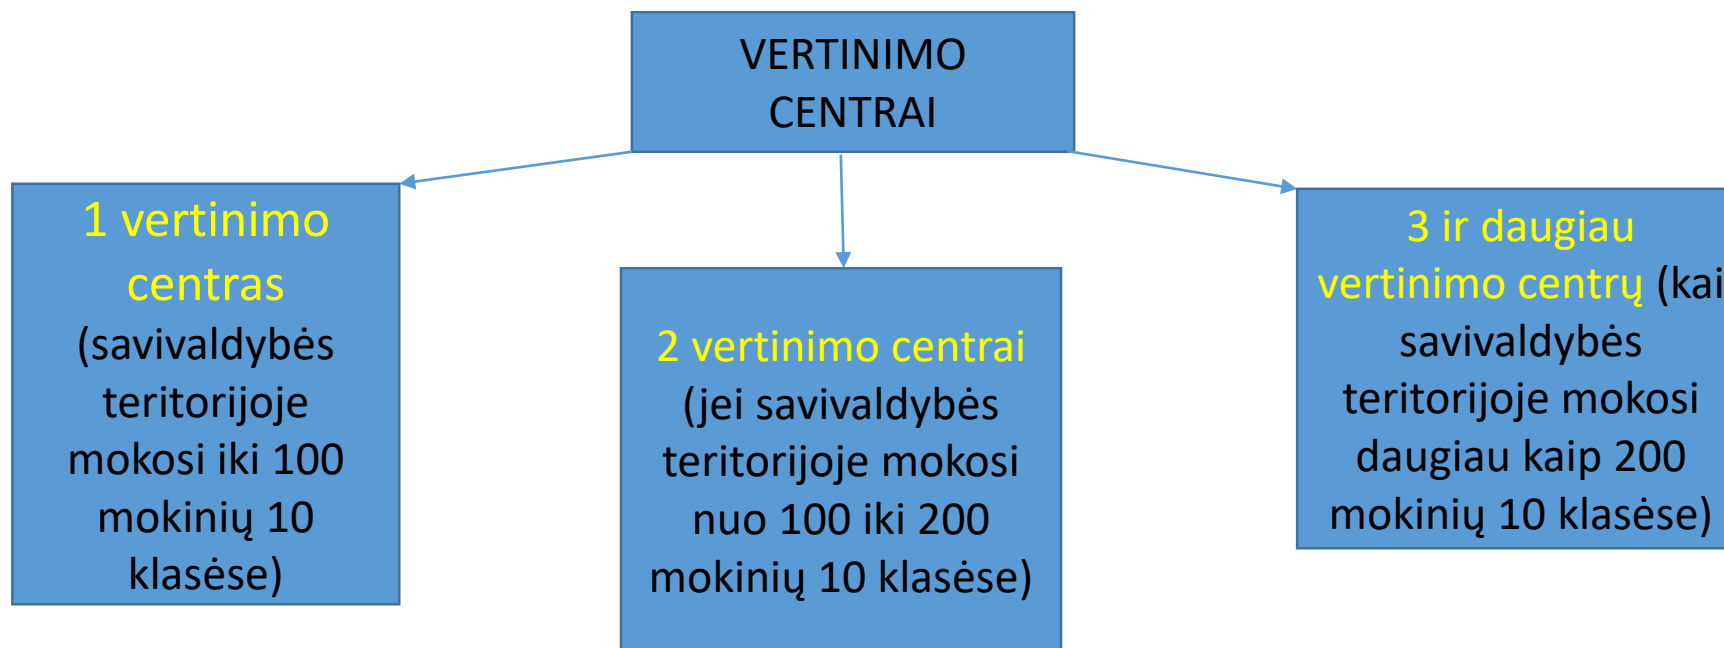 VERTINIMO
CENTRAI
1 vertinimo
centras
(savivaldybės
teritorijoje
mokosi iki 100
mokinių 10
klasėse)
2 vertinimo centrai
(jei savivaldybės
teritorijoje mokosi
nuo 100 iki 200
mokinių 10 klasėse)
3 ir daugiau
vertinimo centrų (kai
savivaldybės
teritorijoje mokosi
daugiau kaip 200
mokinių 10 klasėse)